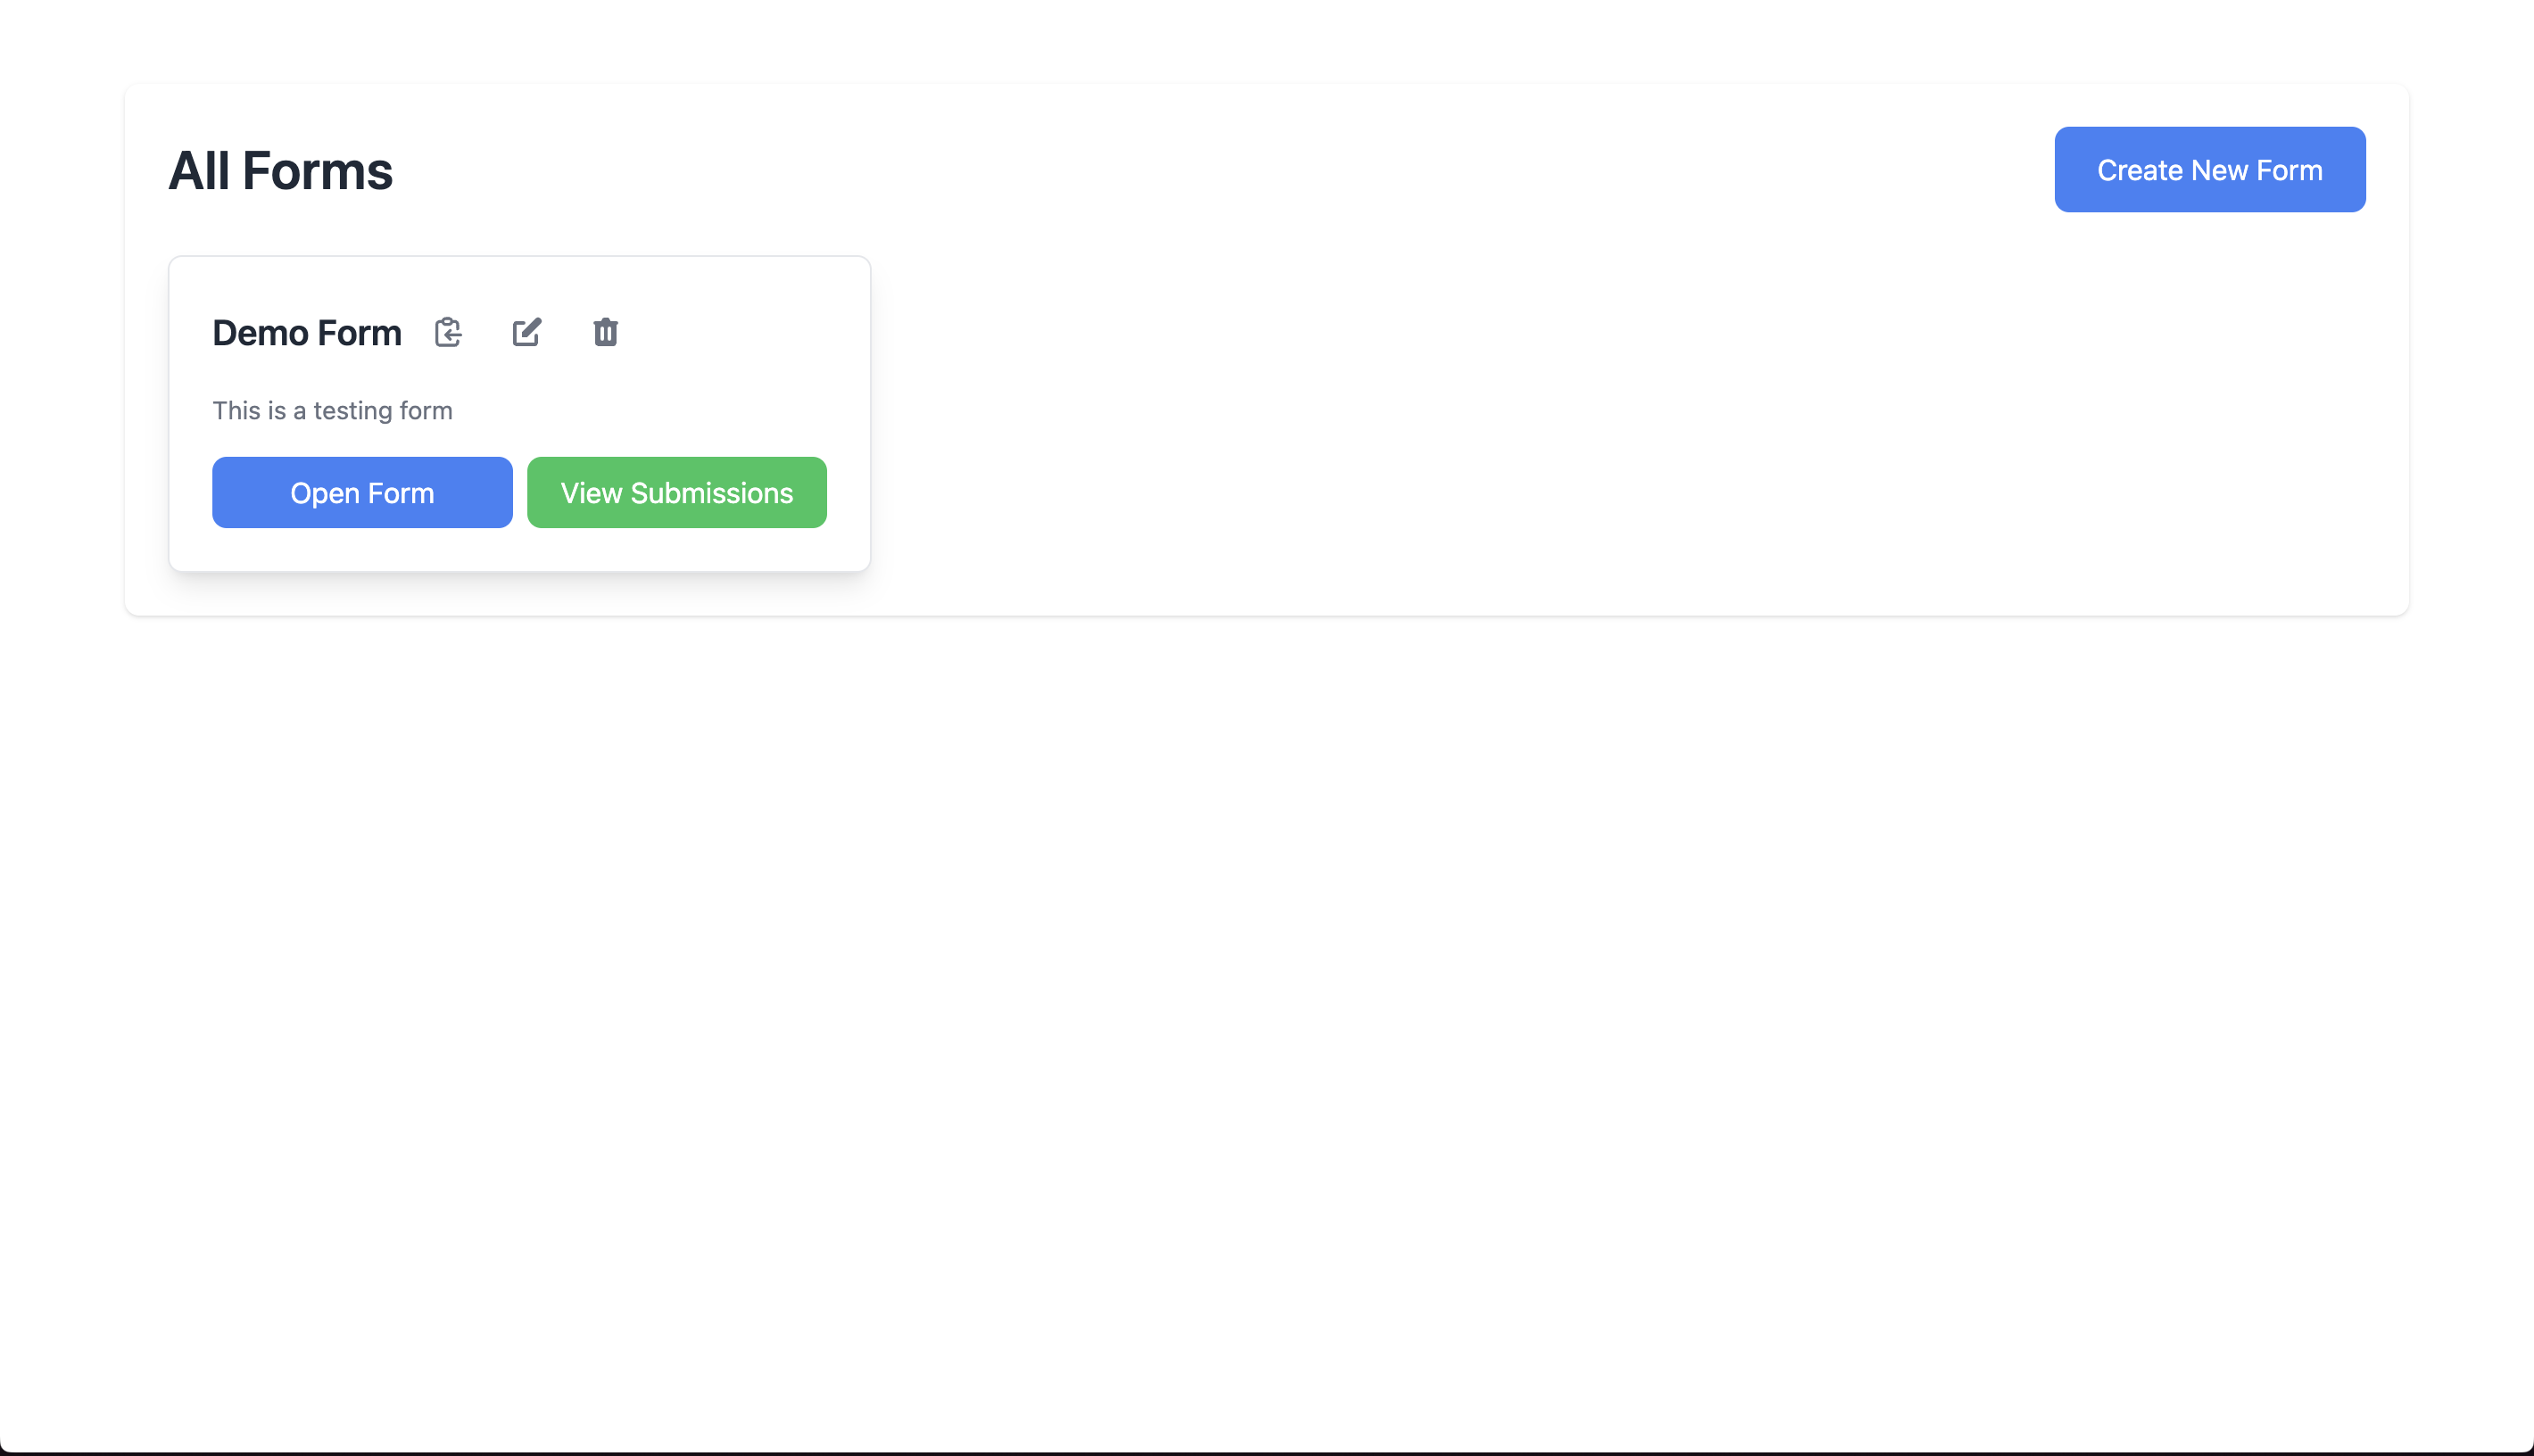 All Forms
Create New Form
Demo Form
This is a testing form
Open Form
View Submissions